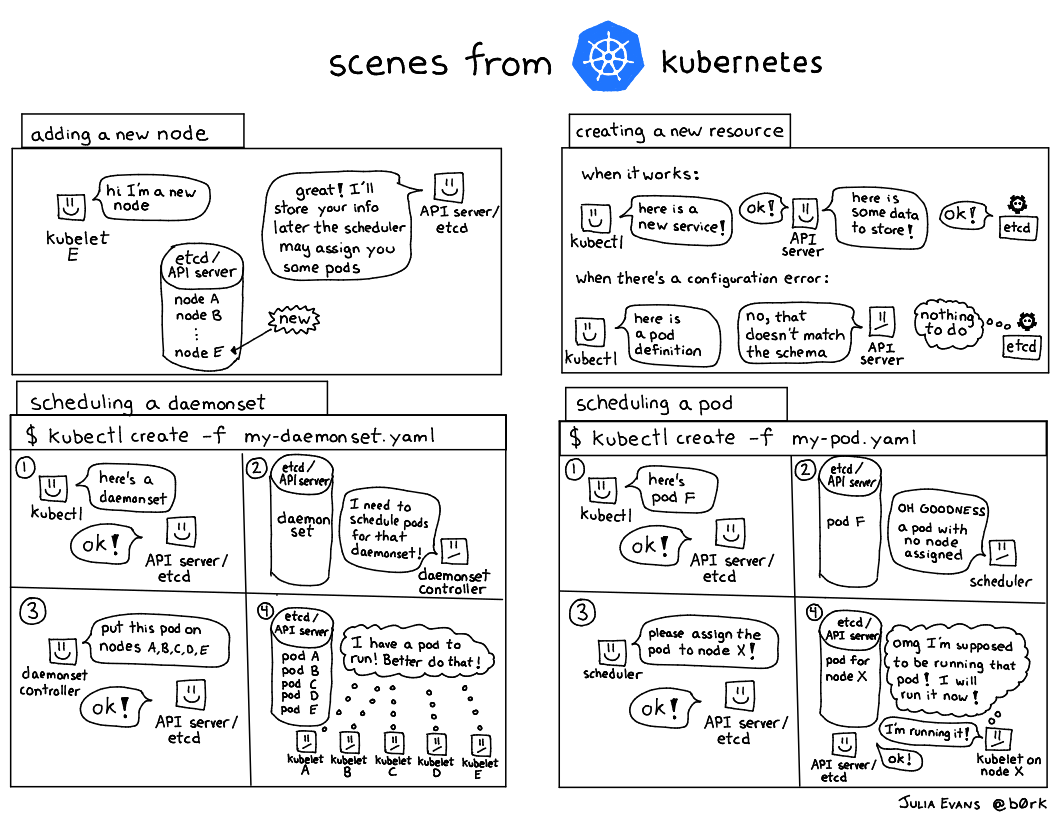 scenes from kubernetes
adding a new node
hi I'm a new
node
kubelet
E
great! I'll
store your info
later the scheduler
may assign you
some pods
API server/
etcd
etcd/
API server
node A
node B
⋮
node E
new
creating a new resource
when it works:
kubectl
here is a
new service!
ok!
API
server
here is
some data
to store!
ok!
etcd
when there's a configuration error:
kubectl
here is
a pod
definition
no, that
doesn't match
the schema
API
server
nothing
to do
etcd
scheduling a daemonset
$ kubectl create -f my-daemonset.yaml
1
here's a
daemonset
kubectl
ok!
API server/
etcd
2
etcd/
API server
daemon
set
I need to
schedule pods
for that
daemonset!
daemonset
controller
3
put this pod on
nodes A,B,C,D,E
daemonset
controller
ok!
API server/
etcd
4
etcd/
API server
pod A
pod B
pod C
pod D
pod E
I have a pod to
run! Better do that!
kubelet
A
kubelet
B
kubelet
C
kubelet
D
kubelet
E
scheduling a pod
$ kubectl create -f my-pod.yaml
1
here's
pod F
kubectl
ok!
API server/
etcd
2
etcd/
API server
pod F
OH GOODNESS
a pod with
no node
assigned
scheduler
3
please assign the
pod to node X!
scheduler
ok!
API server/
etcd
4
etcd/
API server
pod for
node X
omg I'm supposed
to be running that
pod! I will
run it now!
I'm running it!
ok!
API server/
etcd
kubelet on
node X
JULIA EVANS @b0rk